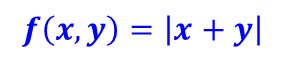 f(x, y) = |x + y|